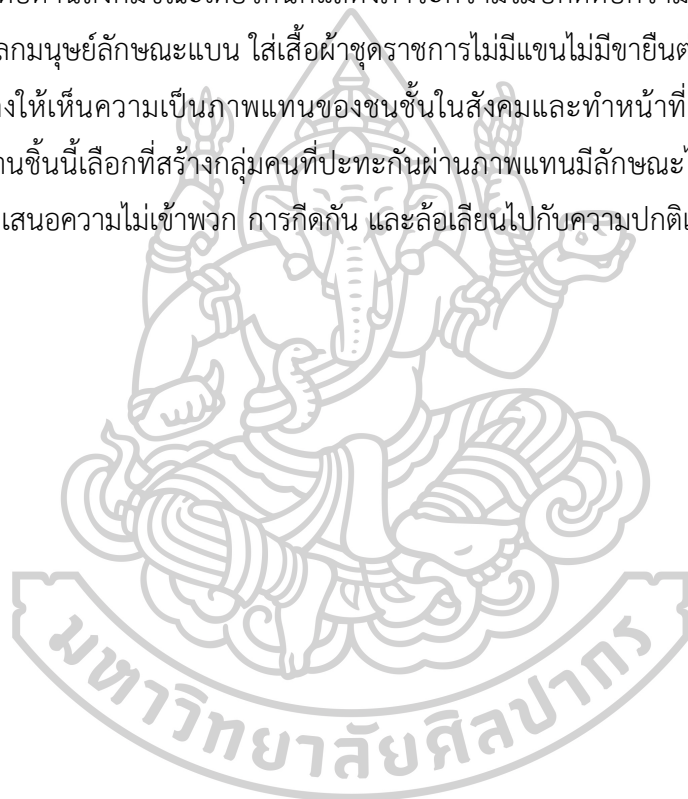 ลกมนุษย์ลักษณะแบน ใส่เสื้อผ้าชุดราชการไม่มีแขนไม่มีขายืนต
งให้เห็นความเป็นภาพแทนของชนชั้นในสังคมและทำหน้าที่
านชิ้นนี้เลือกที่สร้างกลุ่มคนที่ปะทะกันผ่านภาพแทนมีลักษณะไ
เสนอความไม่เข้าพวก การกีดกัน และล้อเลียนไปกับความปกติเ
มหาวิทยาลัยศิลปากร